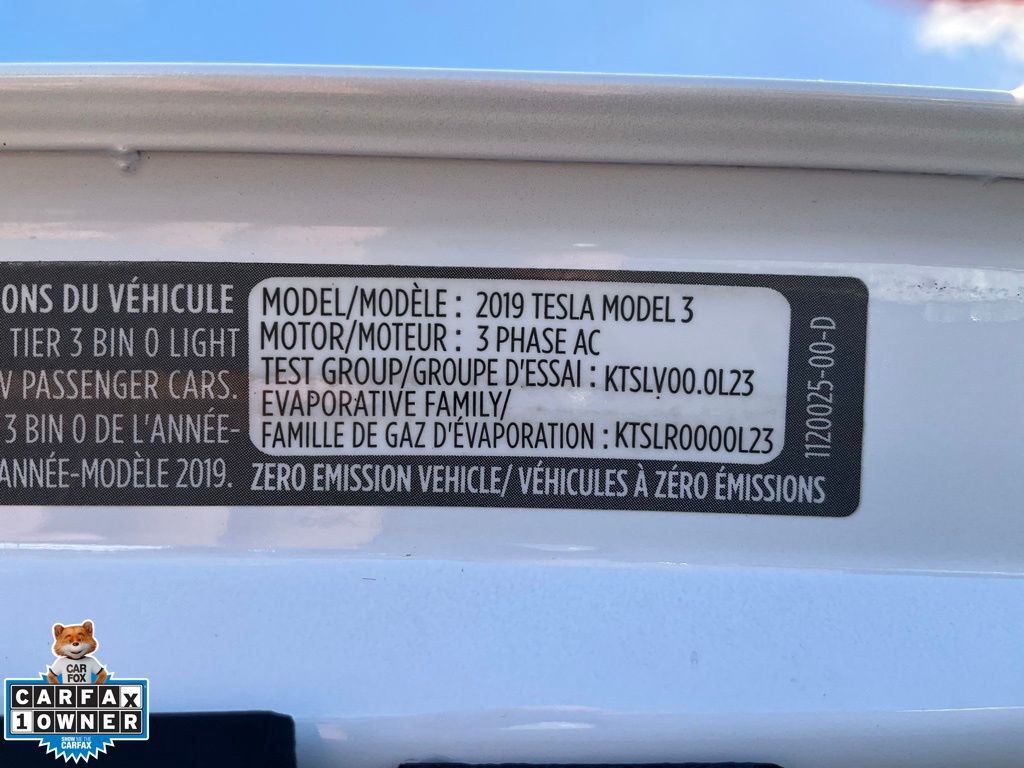 ONS DU VÉHICULE
TIER 3 BIN 0 LIGHT
V PASSENGER CARS.
3 BIN 0 DE L'ANNÉE-
ANNÉE-MODÈLE 2019.
MODEL/MODÈLE : 2019 TESLA MODEL 3
MOTOR/MOTEUR : 3 PHASE AC
TEST GROUP/GROUPE D'ESSAI : KTSLV00.0L23
EVAPORATIVE FAMILY/
FAMILLE DE GAZ D'ÉVAPORATION : KTSLR0000L23
ZERO EMISSION VEHICLE/ VÉHICULES À ZÉRO ÉMISSIONS
1120025-00-D
CAR
FOX
CARFAX
1 OWNER
SHOW ME THE
CARFAX